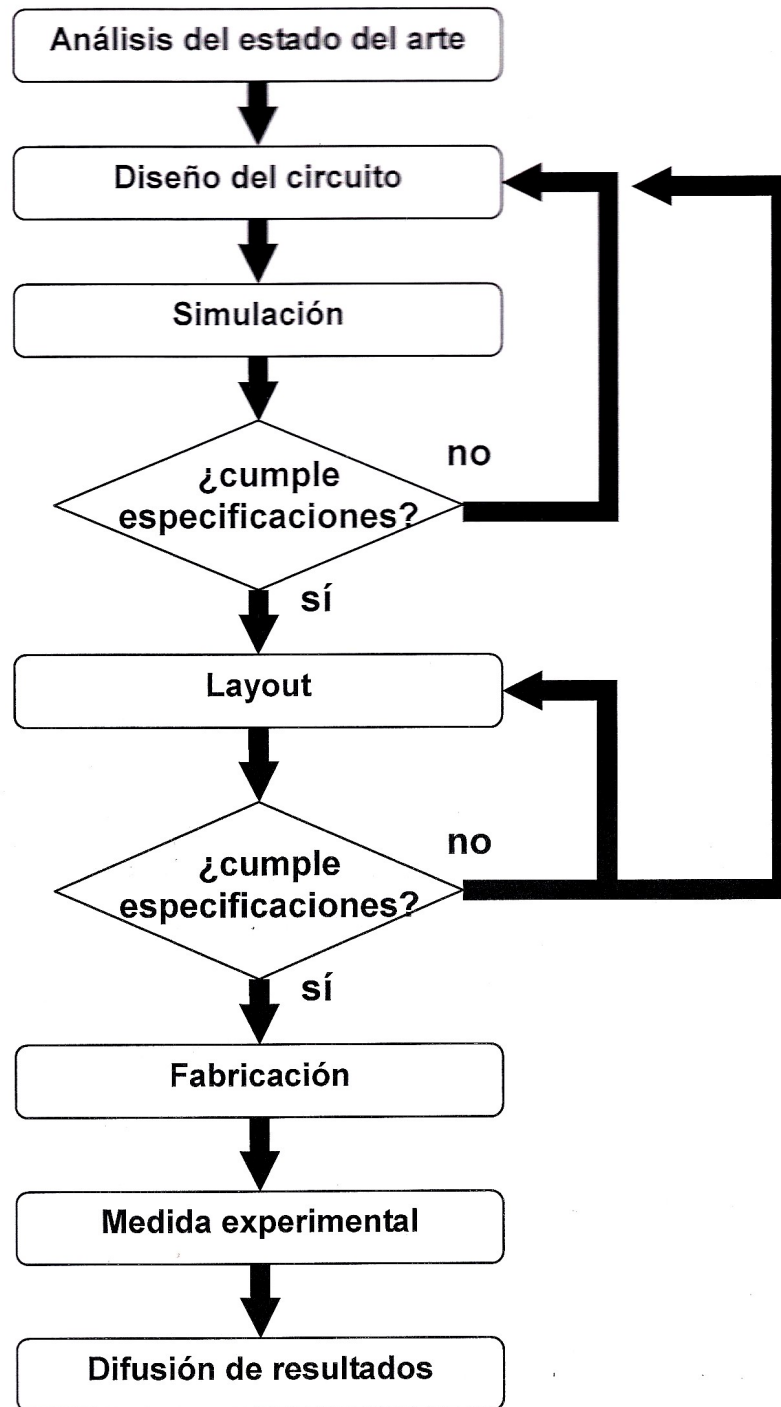 Análisis del estado del arte
Diseño del circuito
Simulación
¿cumple
especificaciones?
no
sí
Layout
¿cumple
especificaciones?
no
sí
Fabricación
Medida experimental
Difusión de resultados